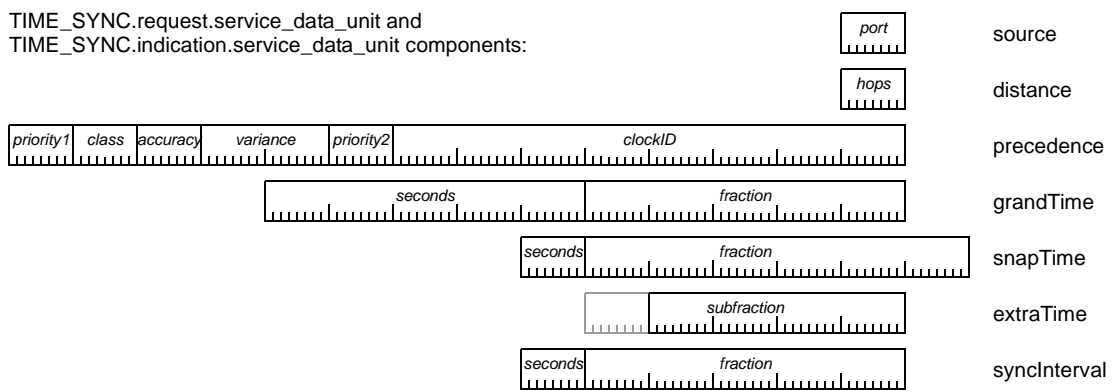 TIME_SYNC.request.service_data_unit and
TIME_SYNC.indication.service_data_unit components:
port source
hops distance
priority1 class accuracy variance priority2 clockID precedence
seconds fraction grandTime
seconds fraction snapTime
subfraction extraTime
seconds fraction syncInterval